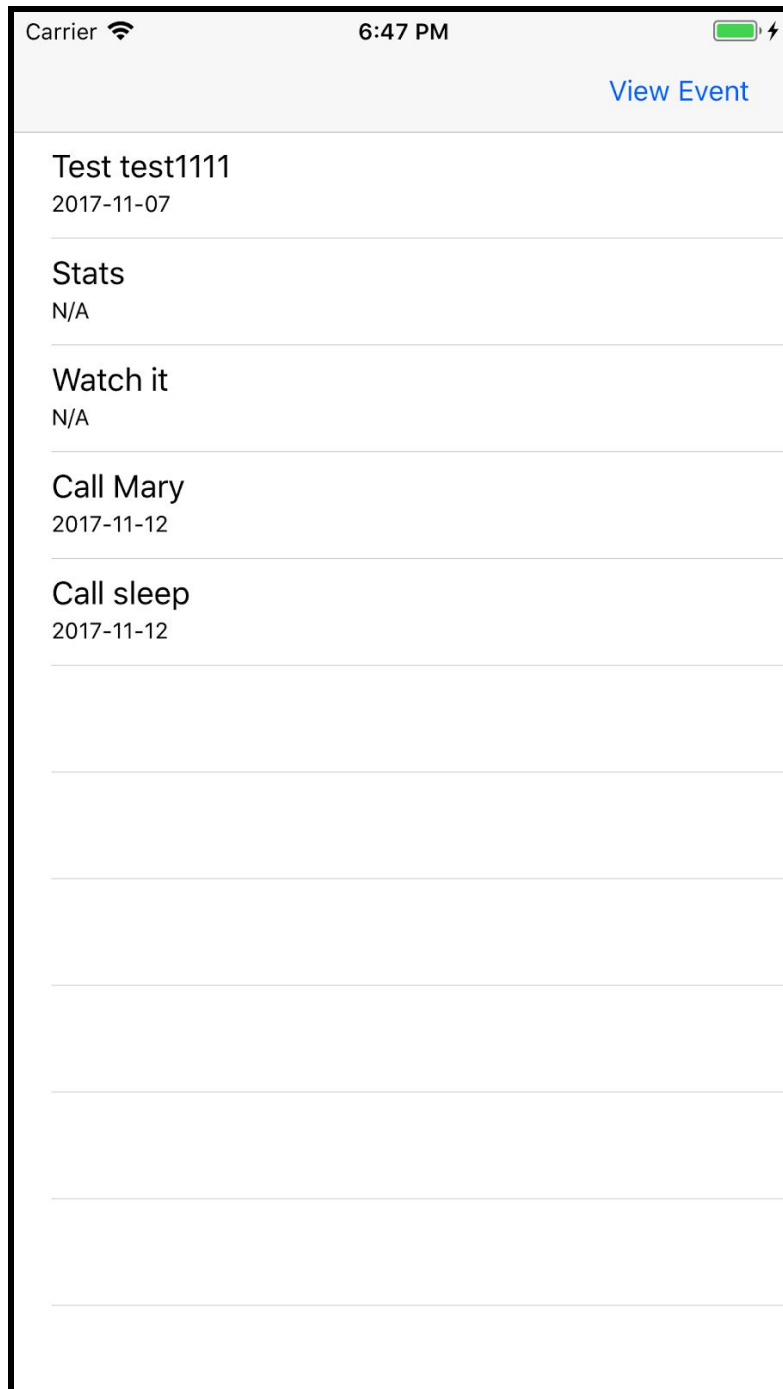 Carrier
6:47 PM
View Event
Test test1111
2017-11-07
Stats
N/A
Watch it
N/A
Call Mary
2017-11-12
Call sleep
2017-11-12